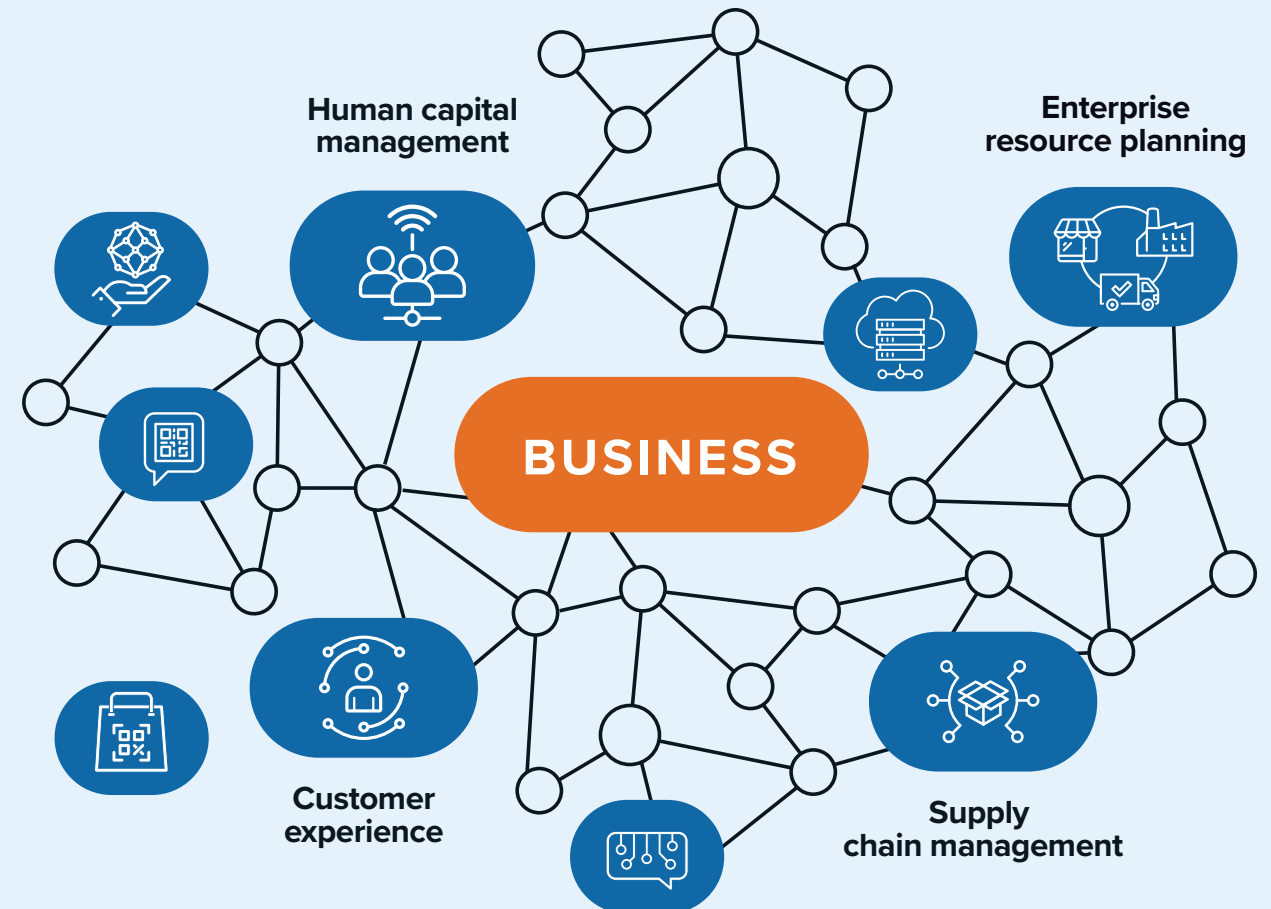 Human capital
management
Enterprise
resource planning
BUSINESS
Customer
experience
Supply
chain management